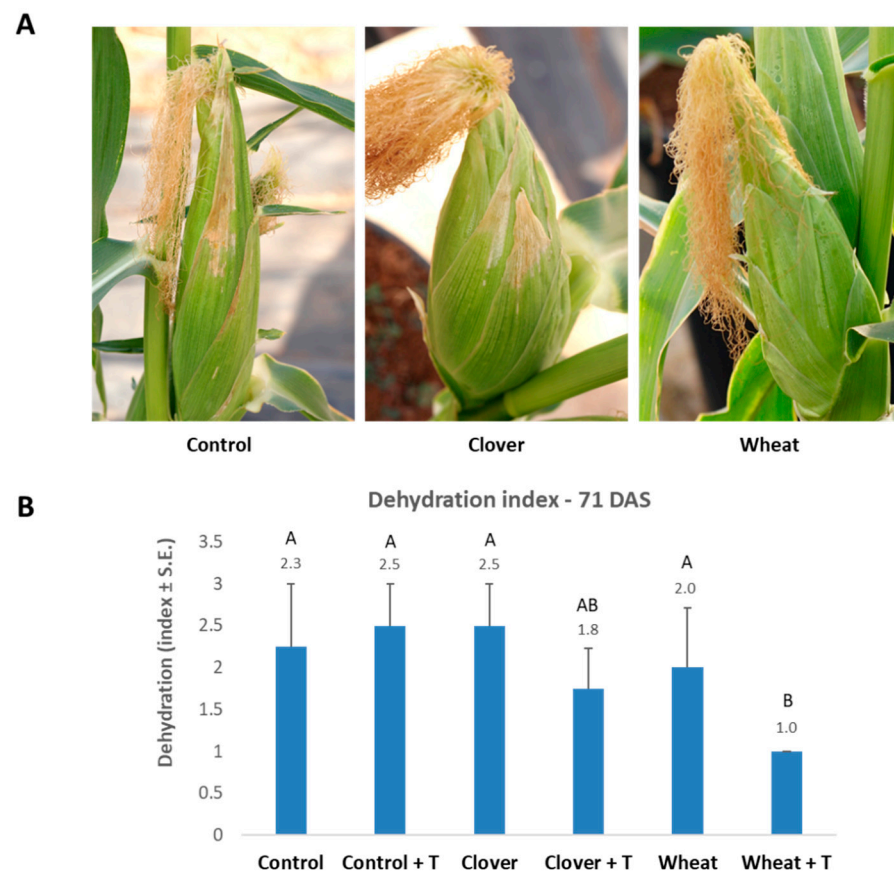 A
Control Clover Wheat
B
Dehydration index - 71 DAS
Dehydration (index ± S.E.)
3.5
3
2.5
2
1.5
1
0.5
0
A
2.3
A
2.5
A
2.5
AB
1.8
A
2.0
B
1.0
Control Control + T Clover Clover + T Wheat Wheat + T